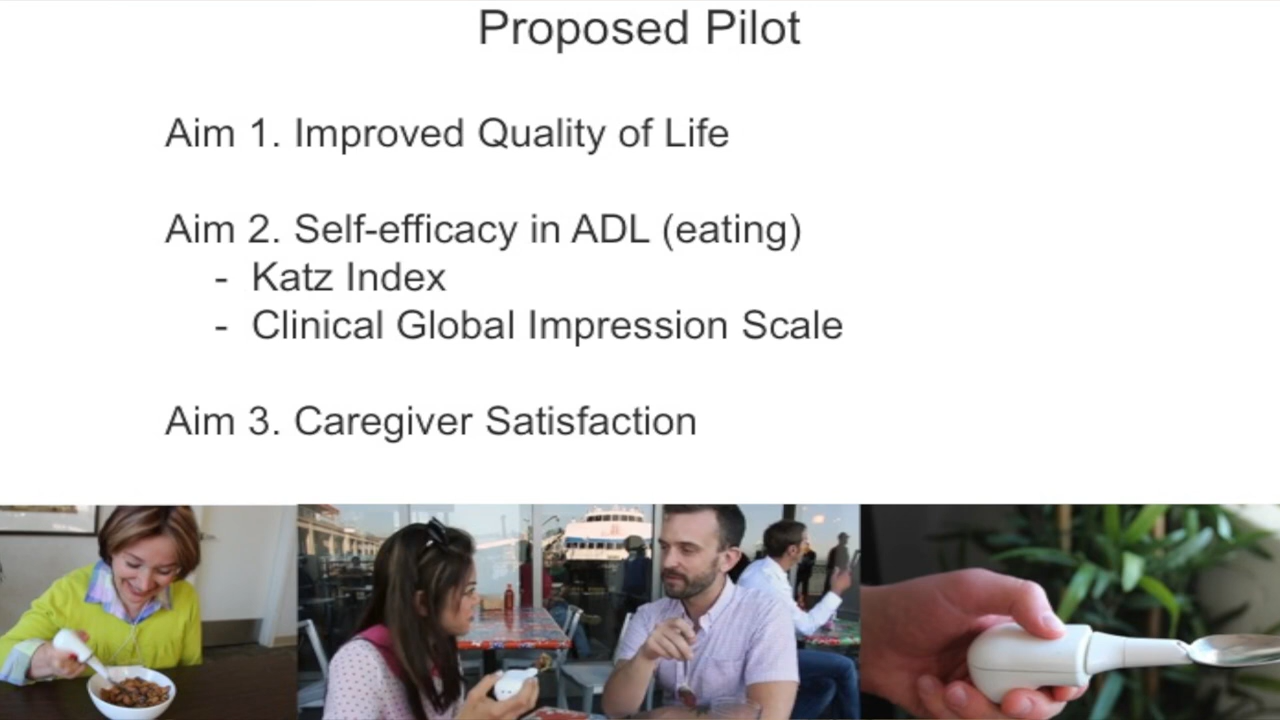 Proposed Pilot
Aim 1. Improved Quality of Life
Aim 2. Self-efficacy in ADL (eating)
- Katz Index
- Clinical Global Impression Scale
Aim 3. Caregiver Satisfaction